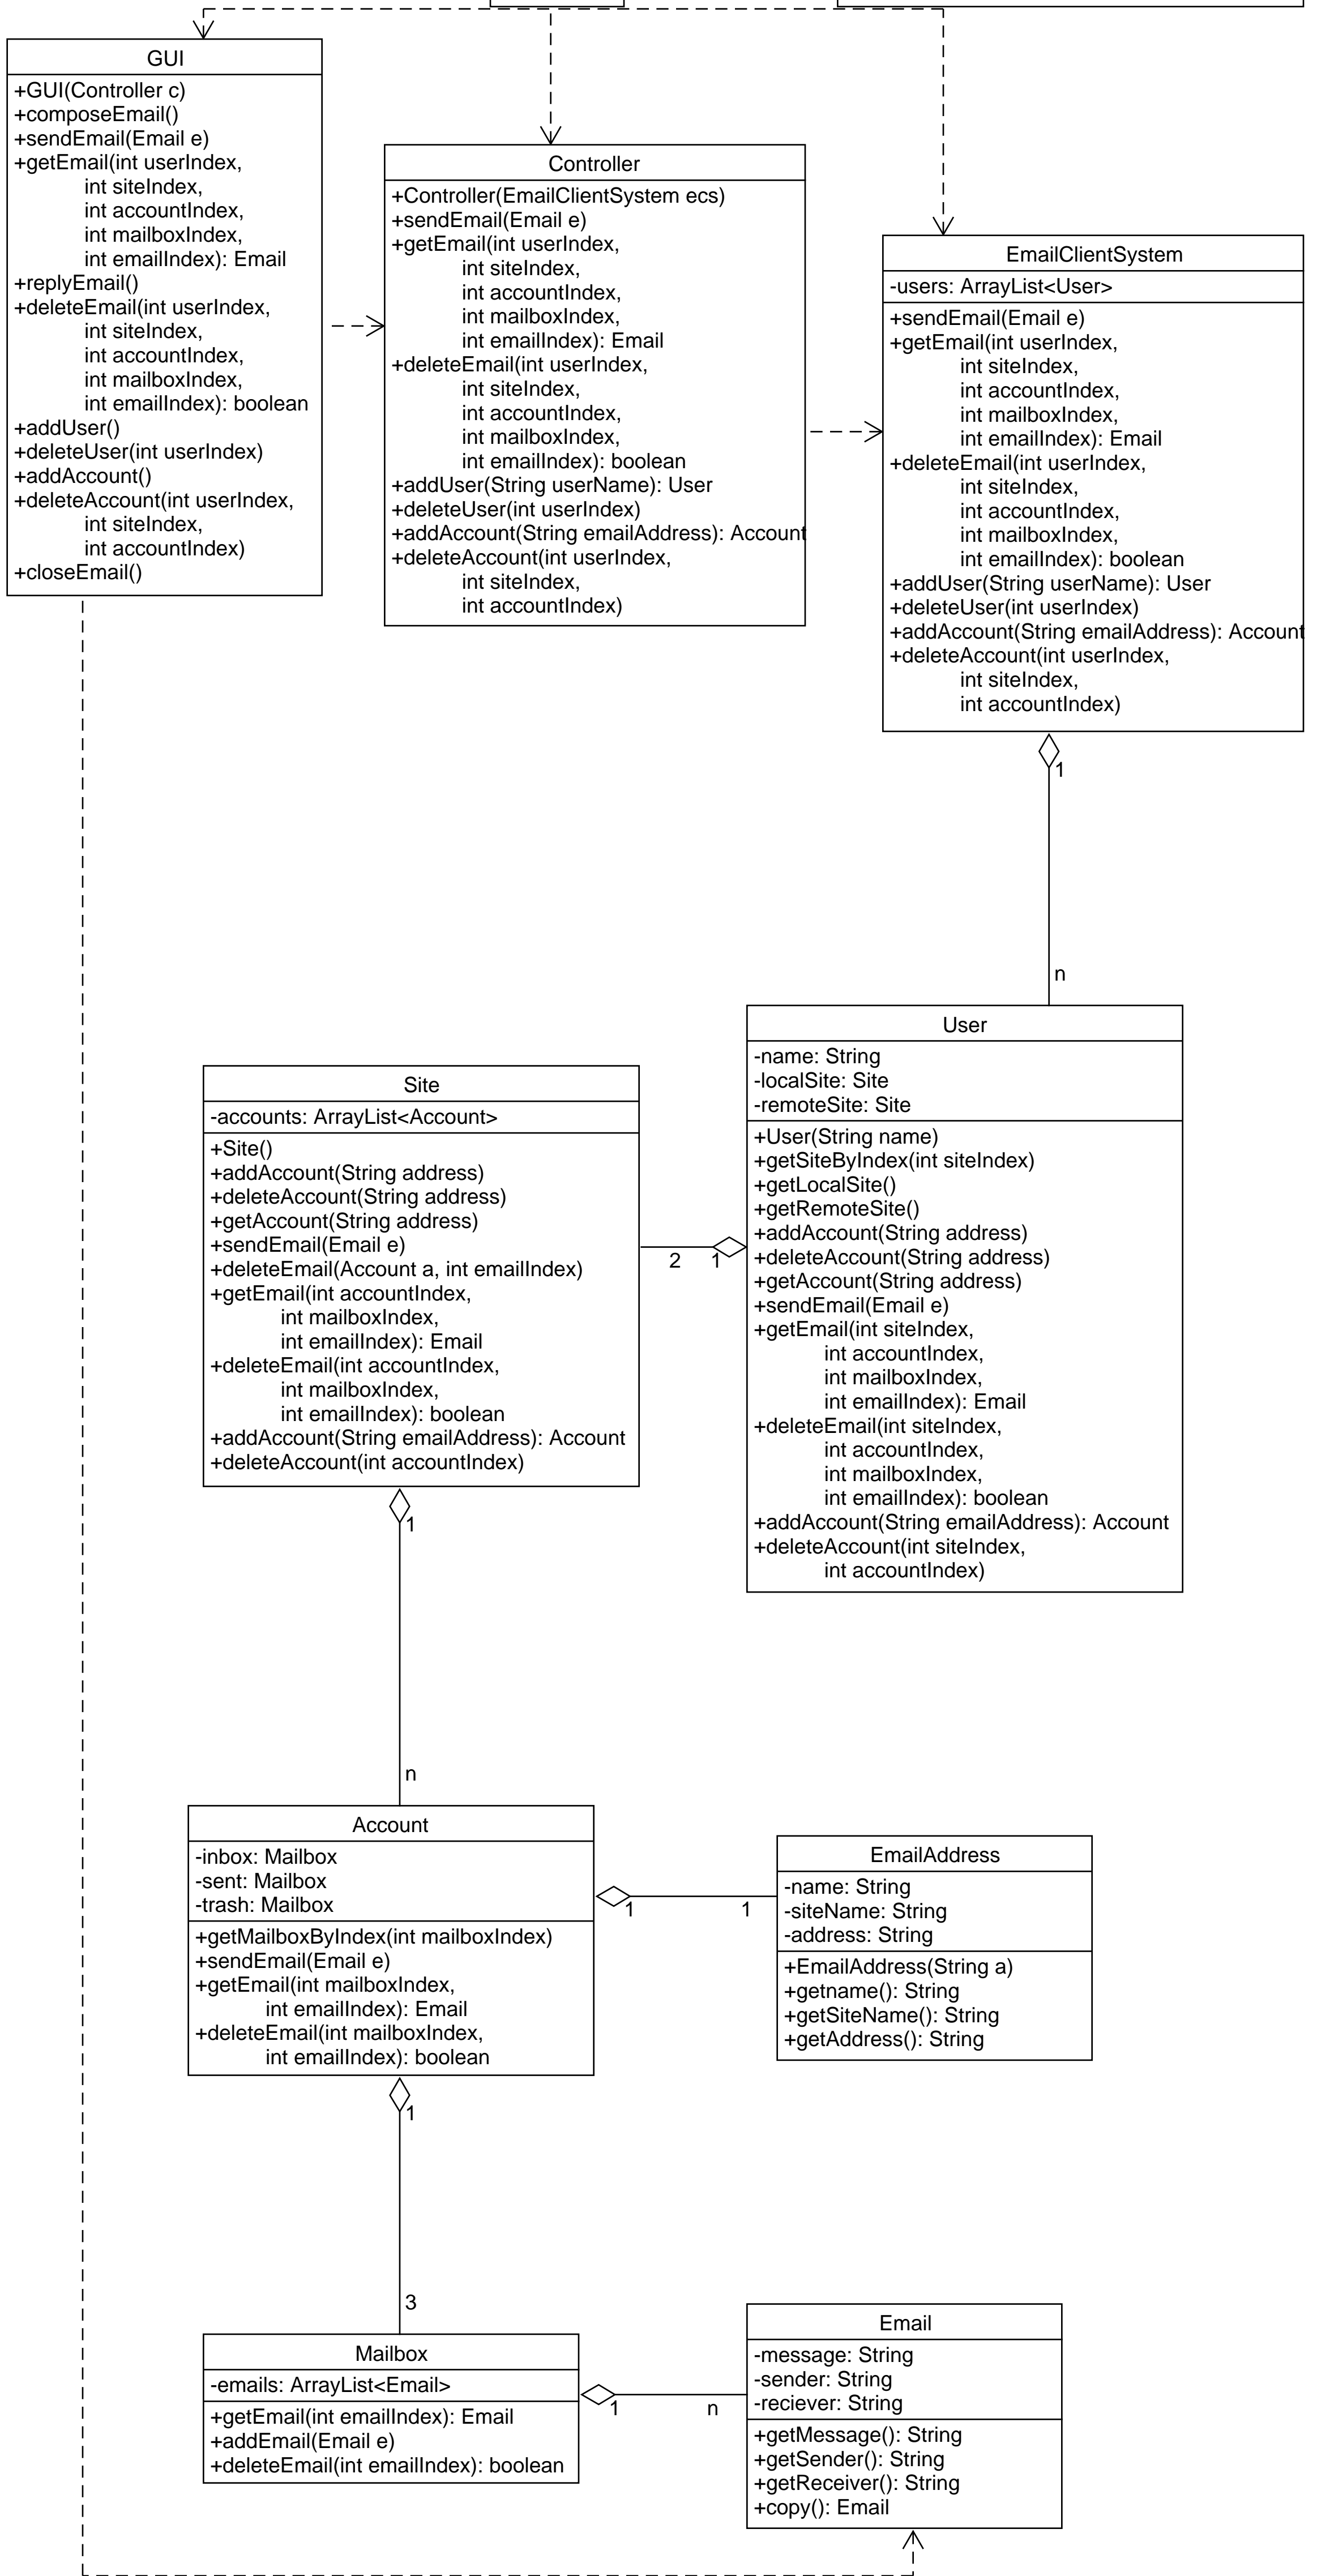 GUI
+GUI(Controller c)
+composeEmail()
+sendEmail(Email e)
+getEmail(int userIndex,
int siteIndex,
int accountIndex,
int mailboxIndex,
int emailIndex): Email
+replyEmail()
+deleteEmail(int userIndex,
int siteIndex,
int accountIndex,
int mailboxIndex,
int emailIndex): boolean
+addUser()
+deleteUser(int userIndex)
+addAccount()
+deleteAccount(int userIndex,
int siteIndex,
int accountIndex)
+closeEmail()
Controller
+Controller(EmailClientSystem ecs)
+sendEmail(Email e)
+getEmail(int userIndex,
int siteIndex,
int accountIndex,
int mailboxIndex,
int emailIndex): Email
+deleteEmail(int userIndex,
int siteIndex,
int accountIndex,
int mailboxIndex,
int emailIndex): boolean
+addUser(String userName): User
+deleteUser(int userIndex)
+addAccount(String emailAddress): Account
+deleteAccount(int userIndex,
int siteIndex,
int accountIndex)
EmailClientSystem
-users: ArrayList<User>
+sendEmail(Email e)
+getEmail(int userIndex,
int siteIndex,
int accountIndex,
int mailboxIndex,
int emailIndex): Email
+deleteEmail(int userIndex,
int siteIndex,
int accountIndex,
int mailboxIndex,
int emailIndex): boolean
+addUser(String userName): User
+deleteUser(int userIndex)
+addAccount(String emailAddress): Account
+deleteAccount(int userIndex,
int siteIndex,
int accountIndex)
1
n
Site
-accounts: ArrayList<Account>
+Site()
+addAccount(String address)
+deleteAccount(String address)
+getAccount(String address)
+sendEmail(Email e)
+deleteEmail(Account a, int emailIndex)
+getEmail(int accountIndex,
int mailboxIndex,
int emailIndex): Email
+deleteEmail(int accountIndex,
int mailboxIndex,
int emailIndex): boolean
+addAccount(String emailAddress): Account
+deleteAccount(int accountIndex)
2 1
User
-name: String
-localSite: Site
-remoteSite: Site
+User(String name)
+getSiteByIndex(int siteIndex)
+getLocalSite()
+getRemoteSite()
+addAccount(String address)
+deleteAccount(String address)
+getAccount(String address)
+sendEmail(Email e)
+getEmail(int siteIndex,
int accountIndex,
int mailboxIndex,
int emailIndex): Email
+deleteEmail(int siteIndex,
int accountIndex,
int mailboxIndex,
int emailIndex): boolean
+addAccount(String emailAddress): Account
+deleteAccount(int siteIndex,
int accountIndex)
1
n
Account
-inbox: Mailbox
-sent: Mailbox
-trash: Mailbox
+getMailboxByIndex(int mailboxIndex)
+sendEmail(Email e)
+getEmail(int mailboxIndex,
int emailIndex): Email
+deleteEmail(int mailboxIndex,
int emailIndex): boolean
1 1
EmailAddress
-name: String
-siteName: String
-address: String
+EmailAddress(String a)
+getname(): String
+getSiteName(): String
+getAddress(): String
1
3
Mailbox
-emails: ArrayList<Email>
+getEmail(int emailIndex): Email
+addEmail(Email e)
+deleteEmail(int emailIndex): boolean
1 n
Email
-message: String
-sender: String
-reciever: String
+getMessage(): String
+getSender(): String
+getReceiver(): String
+copy(): Email